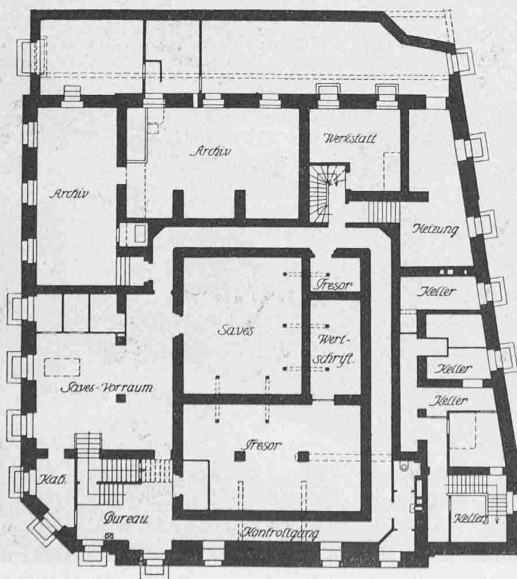 Archiv
Werkstatt
Archiv
Heizung
Tresor
Keller
Saves
Wert-
schrift.
Keller
Saves-Vorraum
Keller
Tresor
Kab.
Bureau
Keller
Kontrollgang